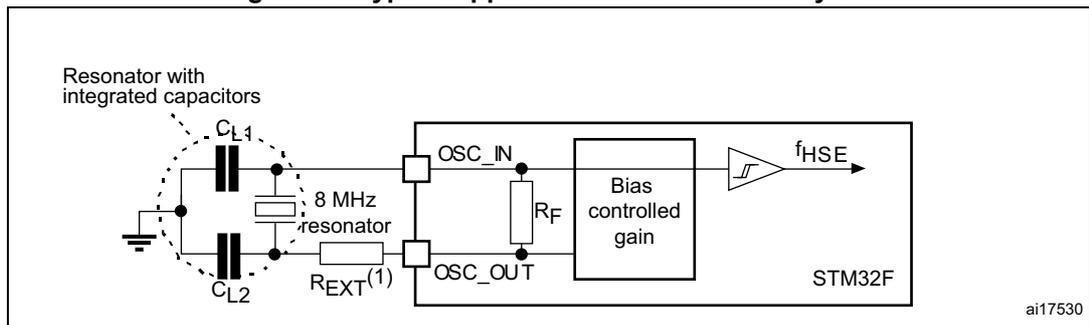 Resonator with
integrated capacitors
CL1
OSC_IN
fHSE
8 MHz
resonator
RF
Bias
controlled
gain
REXT(1)
OSC_OUT
STM32F
CL2
ai17530